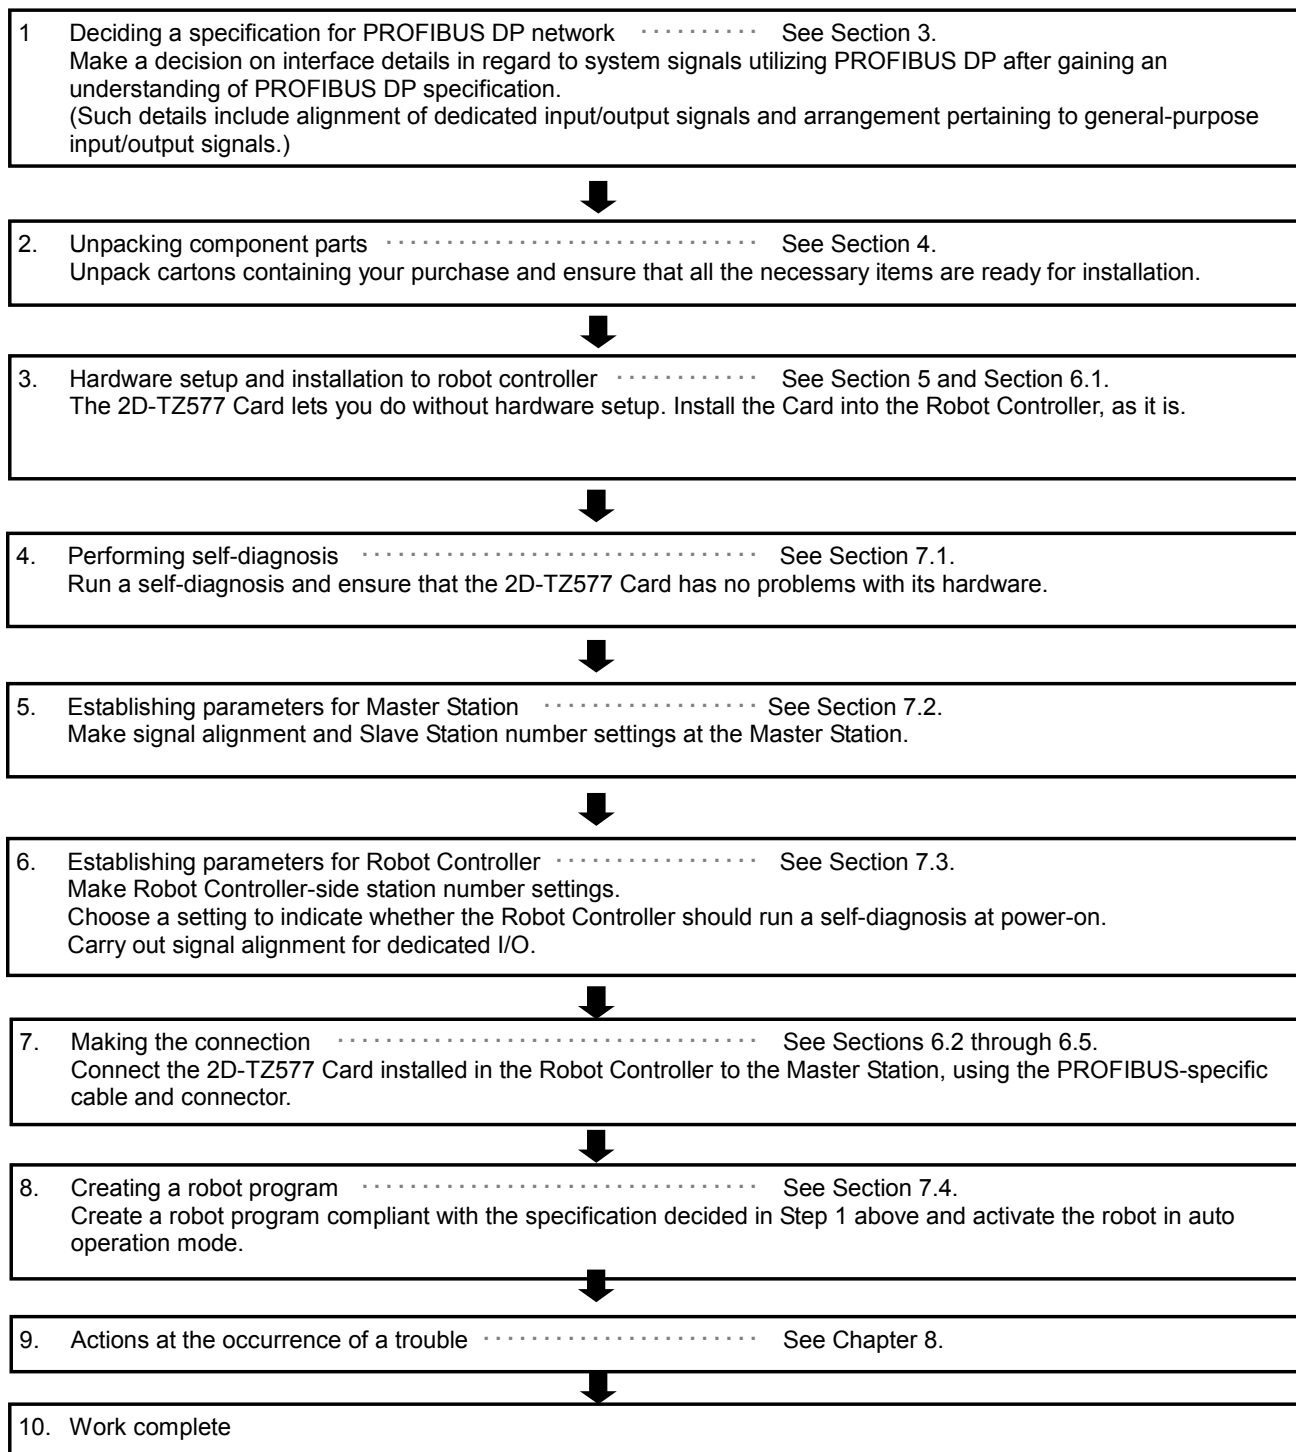 1 Deciding a specification for PROFIBUS DP network ·········· See Section 3.
Make a decision on interface details in regard to system signals utilizing PROFIBUS DP after gaining an
understanding of PROFIBUS DP specification.
(Such details include alignment of dedicated input/output signals and arrangement pertaining to general-purpose
input/output signals.)
2. Unpacking component parts ······························· See Section 4.
Unpack cartons containing your purchase and ensure that all the necessary items are ready for installation.
3. Hardware setup and installation to robot controller ············ See Section 5 and Section 6.1.
The 2D-TZ577 Card lets you do without hardware setup. Install the Card into the Robot Controller, as it is.
4. Performing self-diagnosis ································· See Section 7.1.
Run a self-diagnosis and ensure that the 2D-TZ577 Card has no problems with its hardware.
5. Establishing parameters for Master Station ·················· See Section 7.2.
Make signal alignment and Slave Station number settings at the Master Station.
6. Establishing parameters for Robot Controller ················· See Section 7.3.
Make Robot Controller-side station number settings.
Choose a setting to indicate whether the Robot Controller should run a self-diagnosis at power-on.
Carry out signal alignment for dedicated I/O.
7. Making the connection ··································· See Sections 6.2 through 6.5.
Connect the 2D-TZ577 Card installed in the Robot Controller to the Master Station, using the PROFIBUS-specific
cable and connector.
8. Creating a robot program ································· See Section 7.4.
Create a robot program compliant with the specification decided in Step 1 above and activate the robot in auto
operation mode.
9. Actions at the occurrence of a trouble ······················· See Chapter 8.
10. Work complete